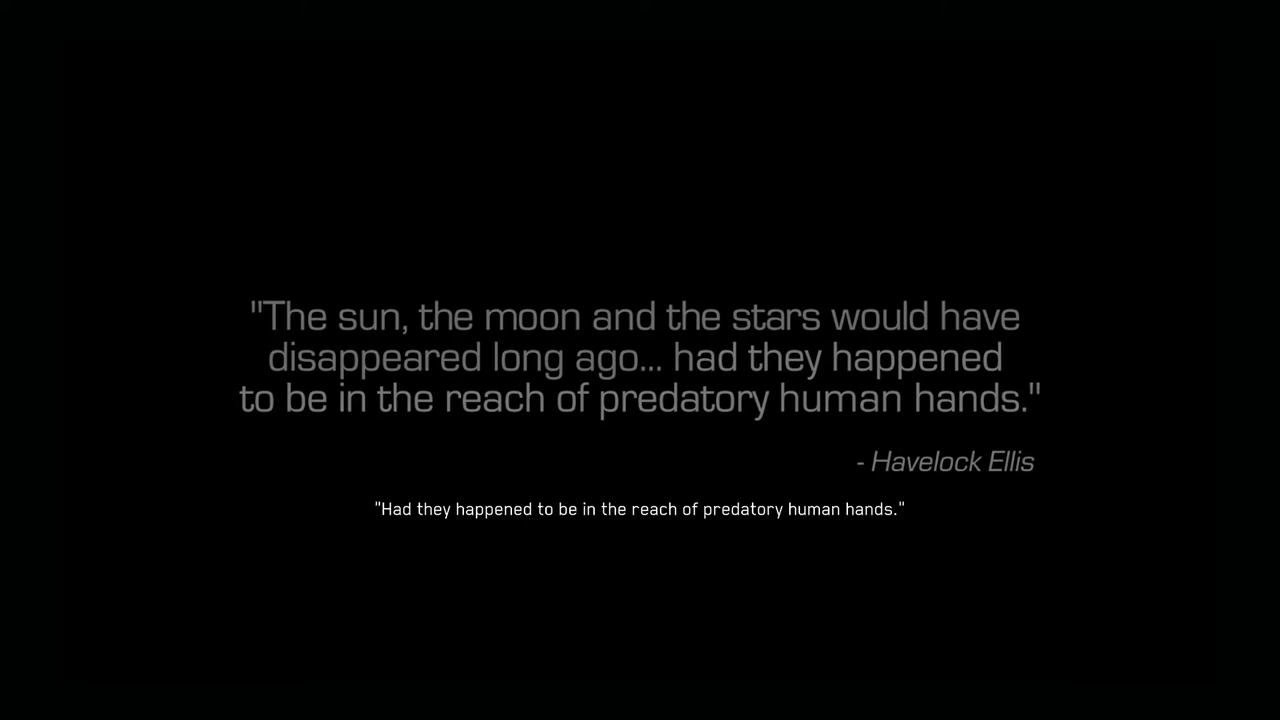 "The sun, the moon and the stars would have
disappeared long ago... had they happened
to be in the reach of predatory human hands."
- Havelock Ellis
"Had they happened to be in the reach of predatory human hands."